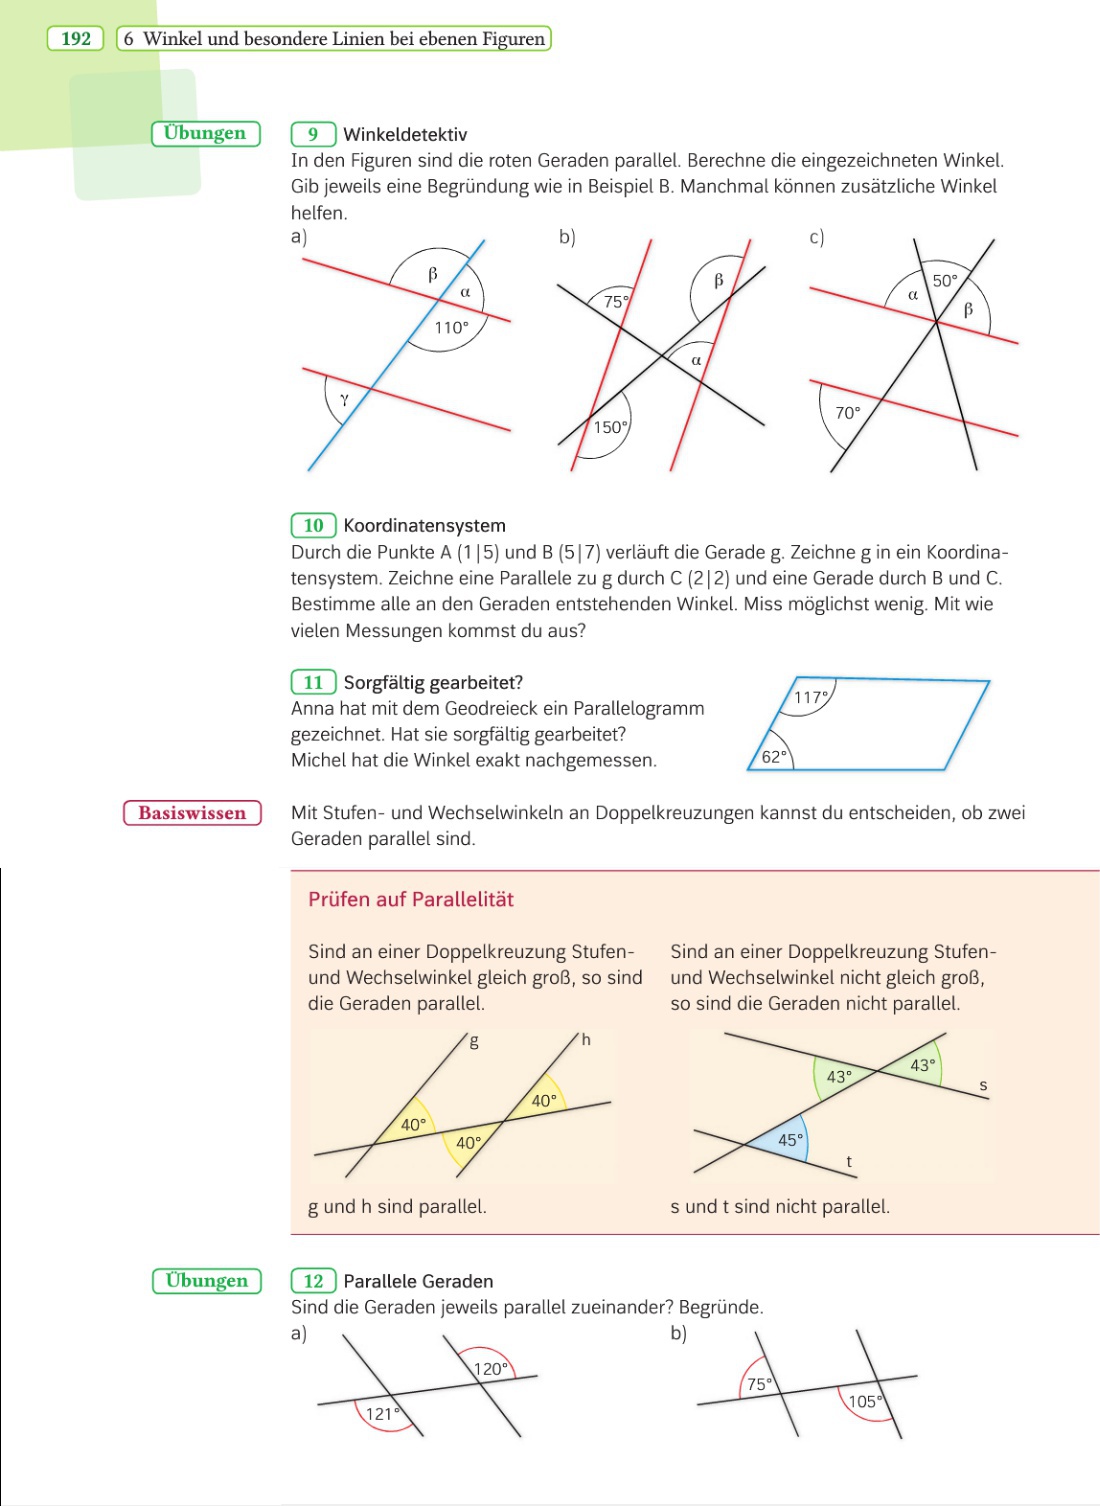 192
6 Winkel und besondere Linien bei ebenen Figuren
Übungen
9 Winkeldetektiv
In den Figuren sind die roten Geraden parallel. Berechne die eingezeichneten Winkel.
Gib jeweils eine Begründung wie in Beispiel B. Manchmal können zusätzliche Winkel
helfen.
a)
β
α
110°
γ
b)
75°
β
α
150°
c)
50°
α
β
70°
10 Koordinatensystem
Durch die Punkte A (1|5) und B (5|7) verläuft die Gerade g. Zeichne g in ein Koordina-
tensystem. Zeichne eine Parallele zu g durch C (2|2) und eine Gerade durch B und C.
Bestimme alle an den Geraden entstehenden Winkel. Miss möglichst wenig. Mit wie
vielen Messungen kommst du aus?
11 Sorgfältig gearbeitet?
Anna hat mit dem Geodreieck ein Parallelogramm
gezeichnet. Hat sie sorgfältig gearbeitet?
Michel hat die Winkel exakt nachgemessen.
117°
62°
Basiswissen
Mit Stufen- und Wechselwinkeln an Doppelkreuzungen kannst du entscheiden, ob zwei
Geraden parallel sind.
Prüfen auf Parallelität
Sind an einer Doppelkreuzung Stufen-
und Wechselwinkel gleich groß, so sind
die Geraden parallel.
g
h
40°
40°
40°
g und h sind parallel.
Sind an einer Doppelkreuzung Stufen-
und Wechselwinkel nicht gleich groß,
so sind die Geraden nicht parallel.
43°
43°
s
45°
t
s und t sind nicht parallel.
Übungen
12 Parallele Geraden
Sind die Geraden jeweils parallel zueinander? Begründe.
a)
120°
121°
b)
75°
105°